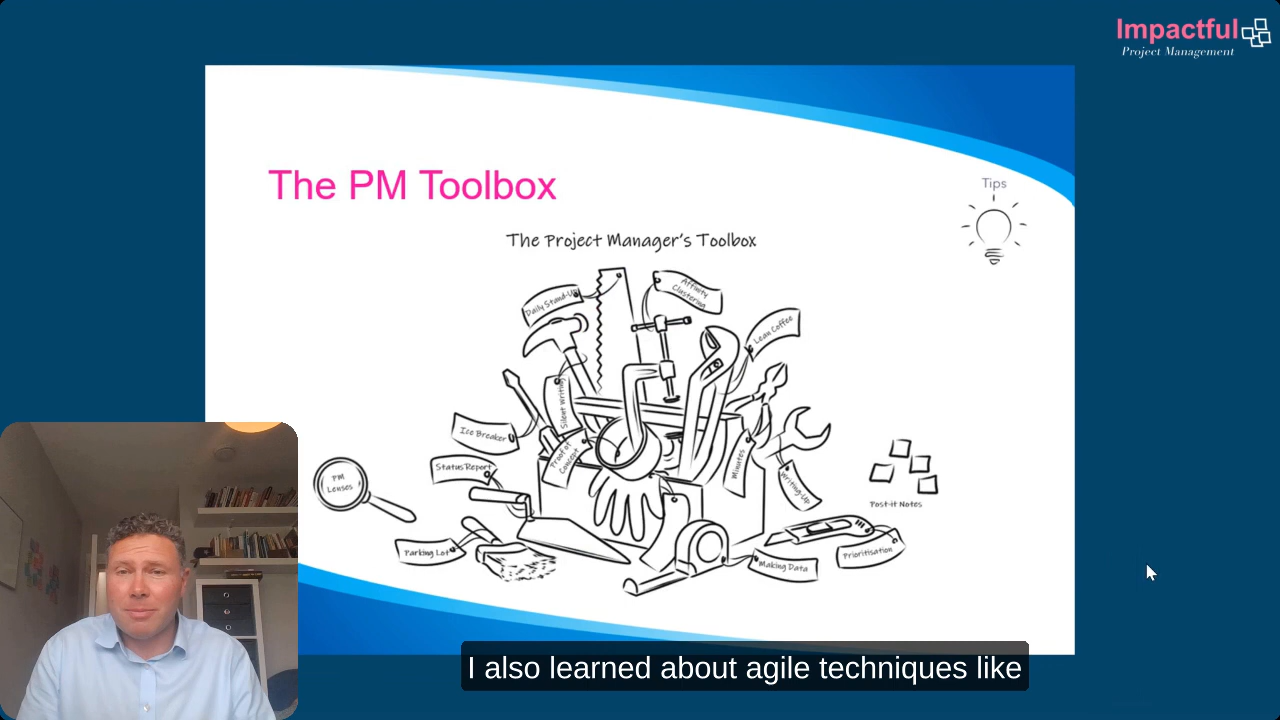 Impactful
Project Management
The PM Toolbox
Tips
The Project Manager's Toolbox
Daily Stand-Up
Affinity
Clustering
Lean Coffee
Silent Writing
Ice Breaker
Proof of
Concept
Status Report
Minutes
Writing-Up
PM
Lenses
Post-it Notes
Parking Lot
Making Data
Prioritisation
I also learned about agile techniques like